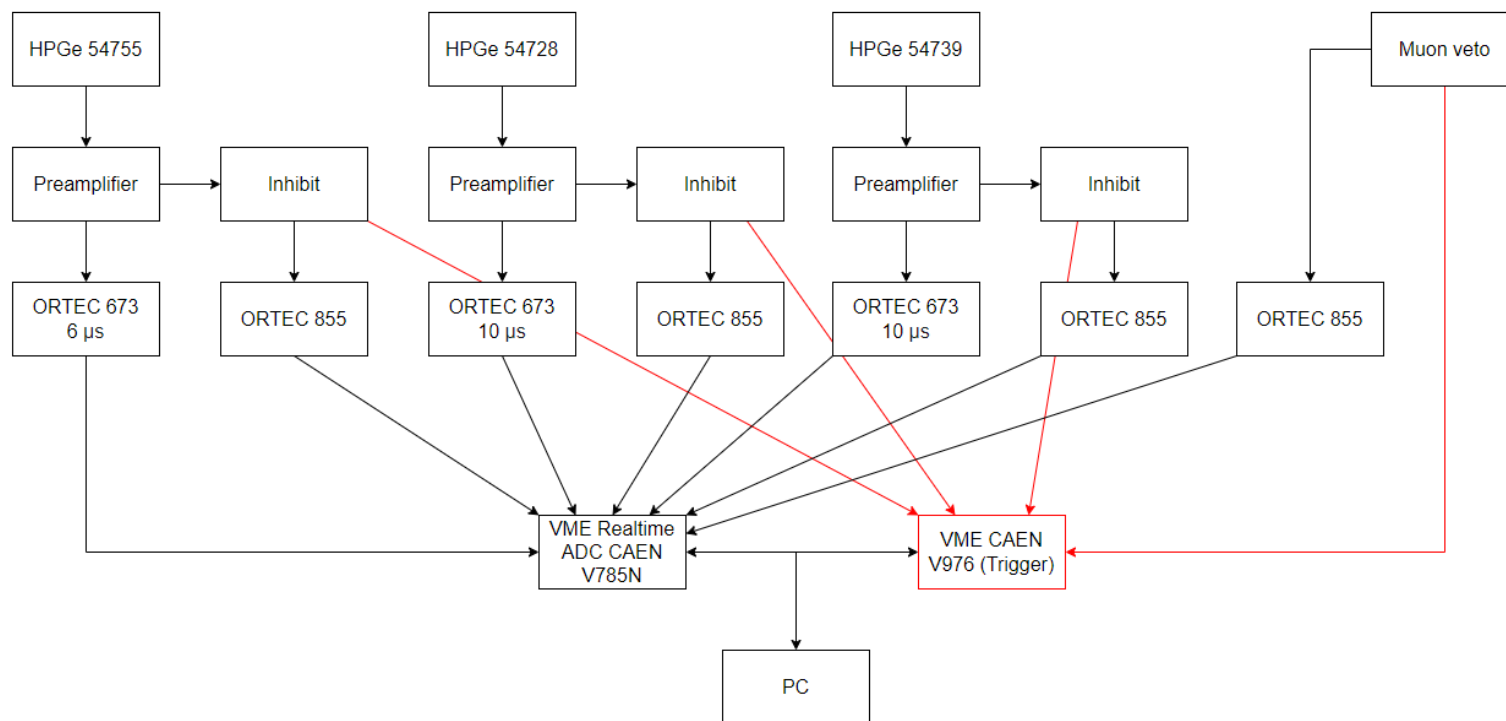 HPGe 54755
HPGe 54728
HPGe 54739
Muon veto
Preamplifier
Inhibit
Preamplifier
Inhibit
Preamplifier
Inhibit
ORTEC 673
6 μs
ORTEC 855
ORTEC 673
10 μs
ORTEC 855
ORTEC 673
10 μs
ORTEC 855
ORTEC 855
VME Realtime
ADC CAEN
V785N
VME CAEN
V976 (Trigger)
PC